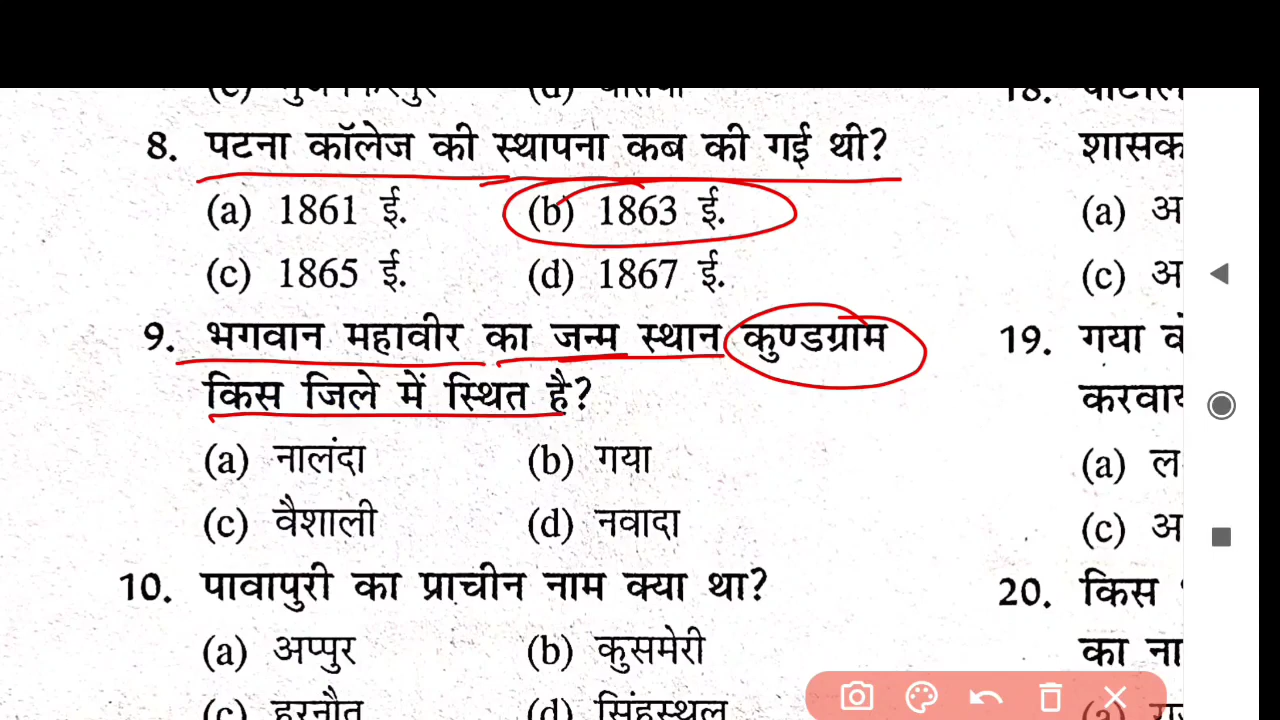 8. पटना कॉलेज की स्थापना कब की गई थी?
(a) 1861 ई. (b) 1863 ई.
(c) 1865 ई. (d) 1867 ई.
9. भगवान महावीर का जन्म स्थान कुण्डग्राम
किस जिले में स्थित है?
(a) नालंदा (b) गया
(c) वैशाली (d) नवादा
10. पावापुरी का प्राचीन नाम क्या था?
(a) अप्पुर (b) कुसमेरी
(c) हरनौत (d) सिंहस्थल
18.
शासक
(a) अ
(c) अ
19. गया
(a) ल
(c) अ
20. किस
का ना
(a)